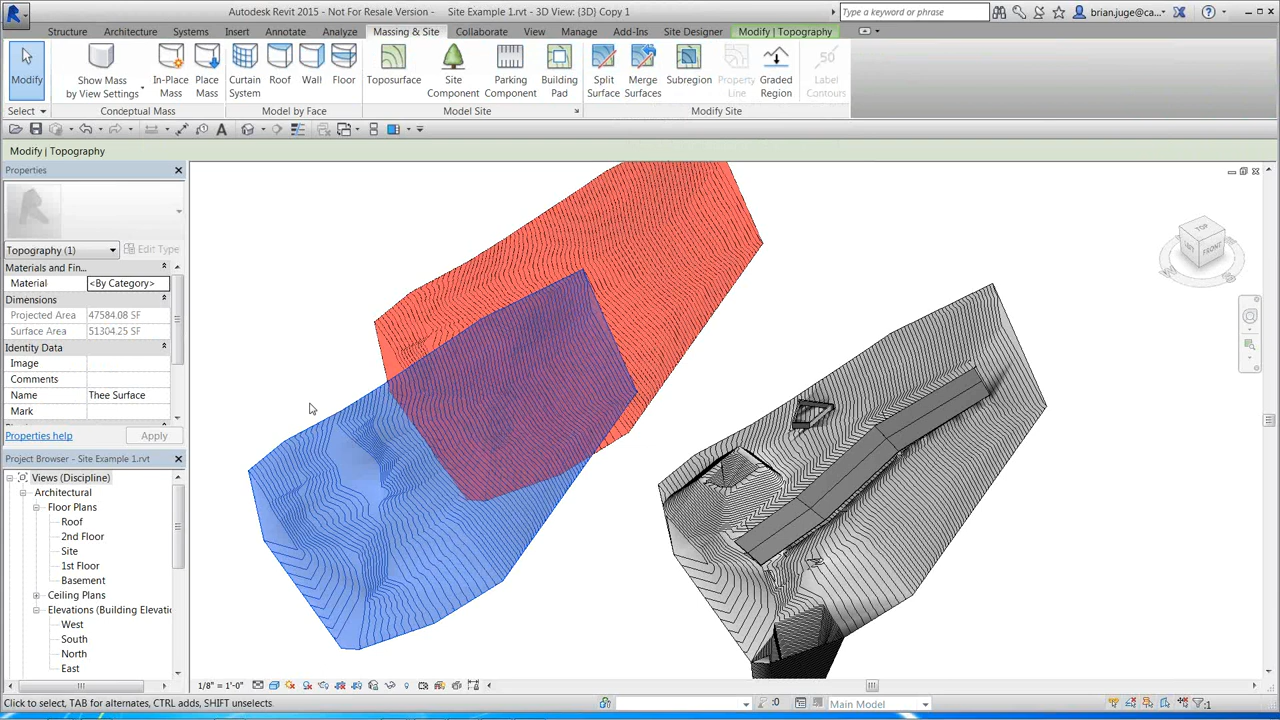 Autodesk Revit 2015 - Not For Resale Version - Site Example 1.rvt - 3D View: {3D} Copy 1
Type a keyword or phrase
brian.juge@ca...
Structure Architecture Systems Insert Annotate Analyze Massing & Site Collaborate View Manage Add-Ins Site Designer Modify | Topography
Modify
Show Mass by View Settings
In-Place Mass
Place Mass
Curtain System
Roof
Wall
Floor
Toposurface
Site Component
Parking Component
Building Pad
Split Surface
Merge Surfaces
Subregion
Property Line
Graded Region
50
Label Contours
Select Conceptual Mass Model by Face Model Site Modify Site
Modify | Topography
Properties
Topography (1) Edit Type
Materials and Fin...
Material <By Category>
Dimensions
Projected Area 47584.08 SF
Surface Area 51304.25 SF
Identity Data
Image
Comments
Name Thee Surface
Mark
Properties help Apply
Project Browser - Site Example 1.rvt
Views (Discipline)
Architectural
Floor Plans
Roof
2nd Floor
Site
1st Floor
Basement
Ceiling Plans
Elevations (Building Elevati
West
South
North
East
TOP
LEFT
FRONT
1/8" = 1'-0"
Click to select, TAB for alternates, CTRL adds, SHIFT unselects.
:0
Main Model
:1